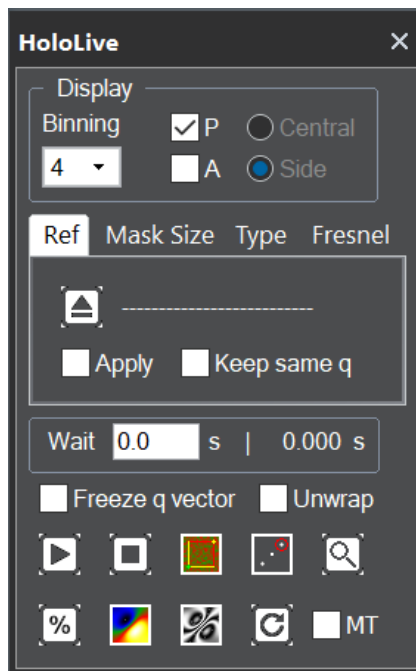 HoloLive
Display
Binning P Central
4 A Side
Ref Mask Size Type Fresnel
--------------------------
Apply Keep same q
Wait 0.0 s | 0.000 s
Freeze q vector Unwrap
% MT